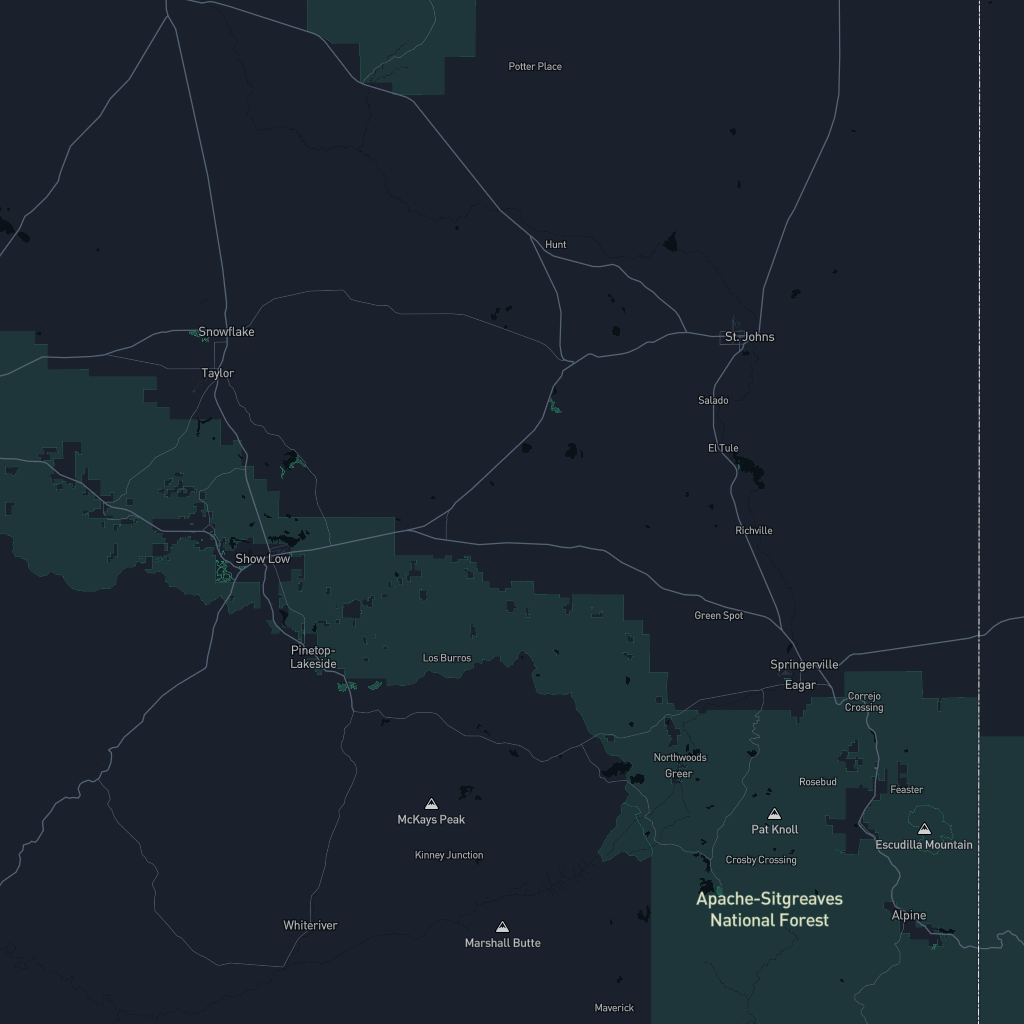 Potter Place
Hunt
Snowflake
St. Johns
Taylor
Salado
El Tule
Richville
Show Low
Green Spot
Pinetop-
Lakeside
Los Burros
Springerville
Eagar
Correjo
Crossing
Northwoods
Greer
Rosebud
Feaster
McKays Peak
Pat Knoll
Escudilla Mountain
Kinney Junction
Crosby Crossing
Apache-Sitgreaves
National Forest
Alpine
Whiteriver
Marshall Butte
Maverick